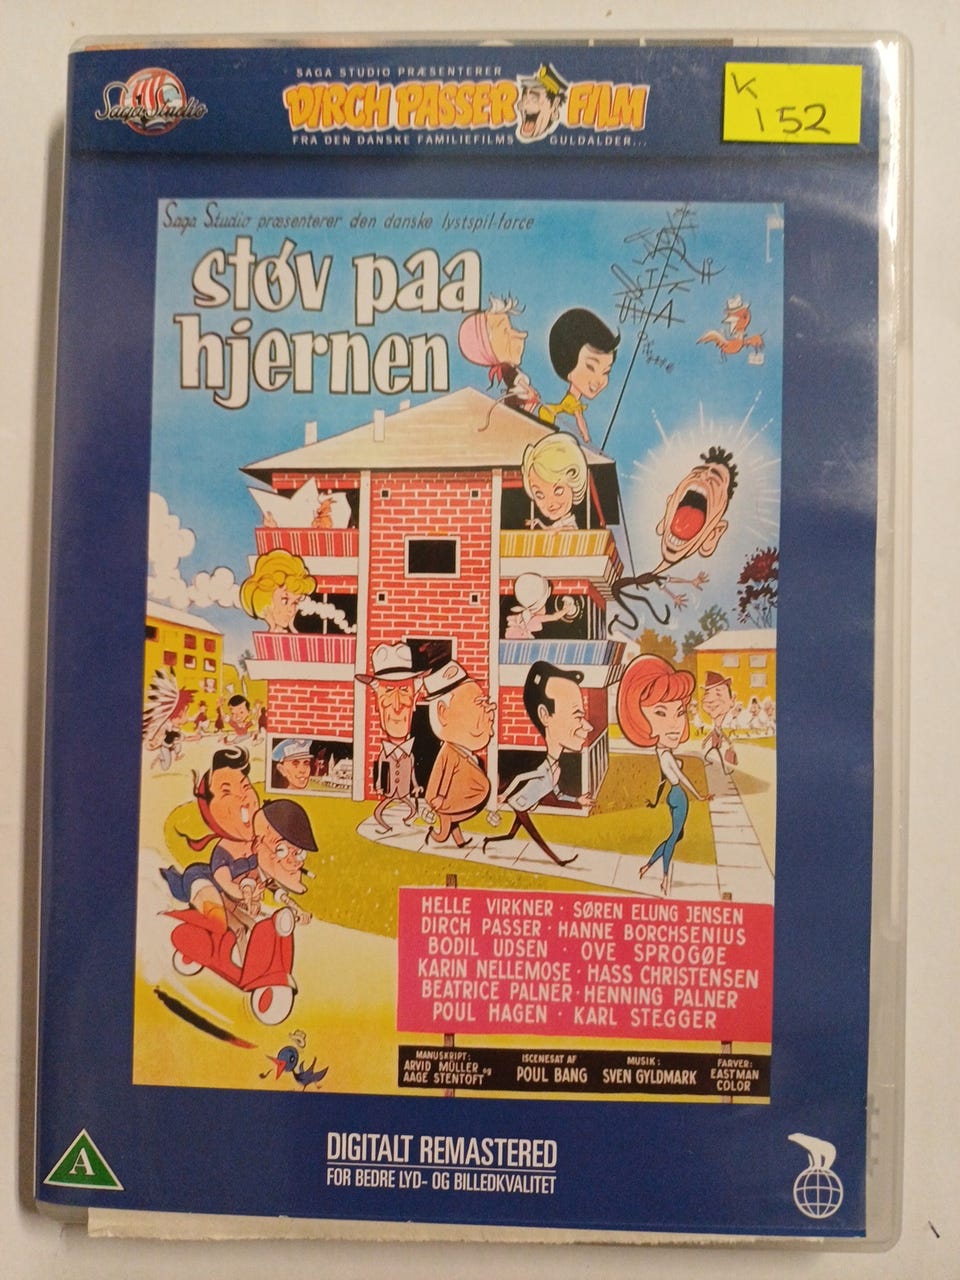 Saga Studio
SAGA STUDIO PRÆSENTERER
DIRCH PASSER FILM
FRA DEN DANSKE FAMILIEFILMS GULDALDER...
K
152
Saga Studio præsenterer den danske lystspil-farce
støv paa
hjernen
HELLE VIRKNER · SØREN ELUNG JENSEN
DIRCH PASSER · HANNE BORCHSENIUS
BODIL UDSEN · OVE SPROGØE
KARIN NELLEMOSE · HASS CHRISTENSEN
BEATRICE PALNER · HENNING PALNER
POUL HAGEN · KARL STEGGER
MANUSKRIPT:
ARVID MÜLLER og
AAGE STENTOFT
ISCENESAT AF
POUL BANG
MUSIK:
SVEN GYLDMARK
FARVER:
EASTMAN
COLOR
A
DIGITALT REMASTERED
FOR BEDRE LYD- OG BILLEDKVALITET